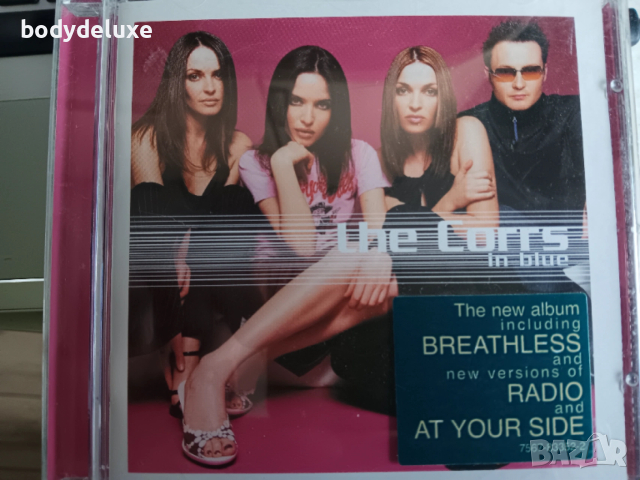 bodydeluxe
the Corrs
in blue
The new album
including
BREATHLESS
and
new versions of
RADIO
and
AT YOUR SIDE
BAZAR